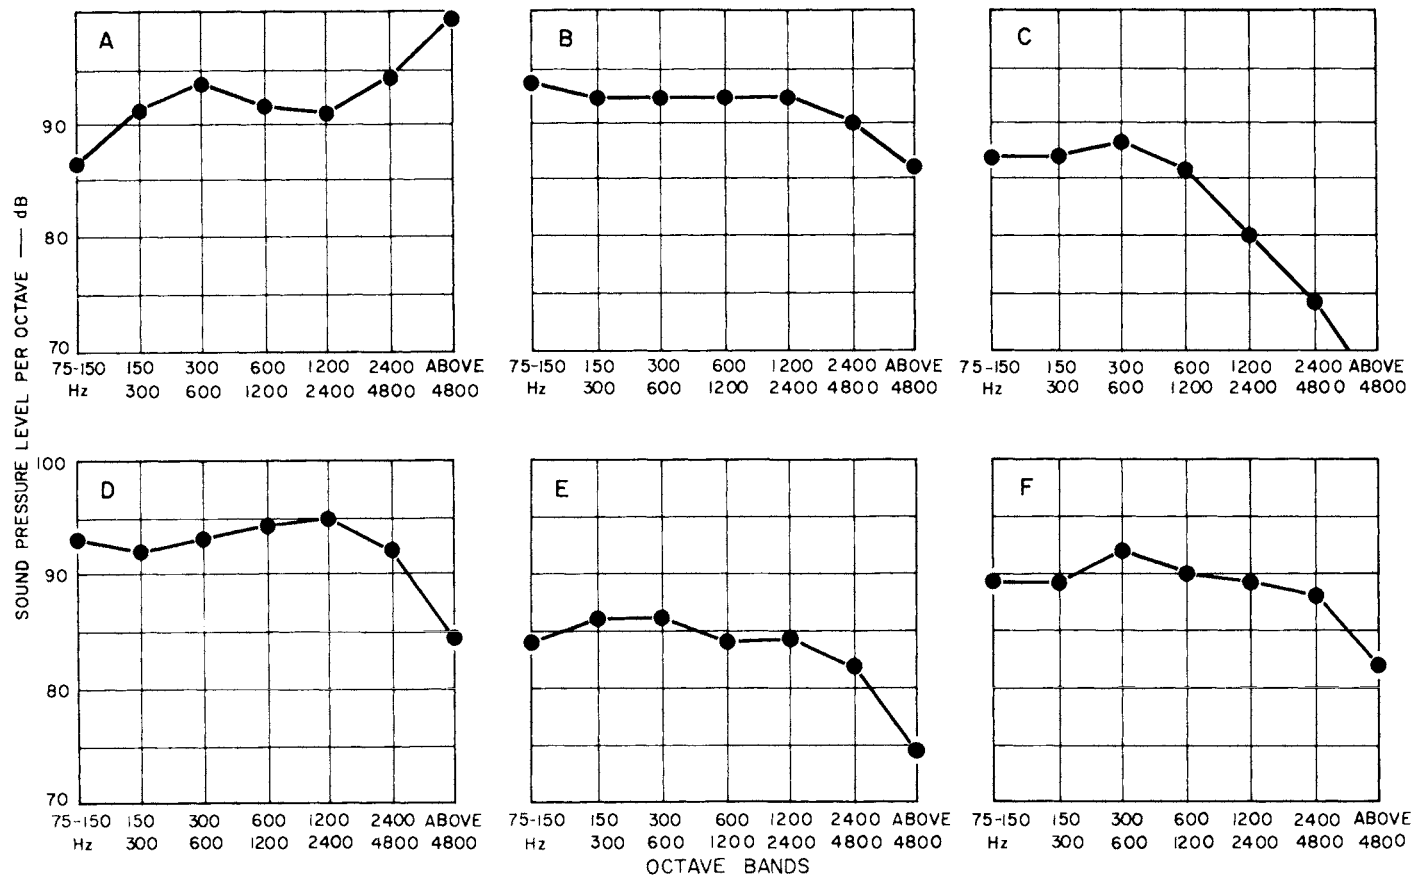 SOUND PRESSURE LEVEL PER OCTAVE — dB
A
B
C
90
80
70
75-150 150 300 600 1200 2400 ABOVE
Hz 300 600 1200 2400 4800 4800
75-150 150 300 600 1200 2400 ABOVE
Hz 300 600 1200 2400 4800 4800
75-150 150 300 600 1200 2400 ABOVE
Hz 300 600 1200 2400 4800 4800
100
D
E
F
90
80
70
75-150 150 300 600 1200 2400 ABOVE
Hz 300 600 1200 2400 4800 4800
75-150 150 300 600 1200 2400 ABOVE
Hz 300 600 1200 2400 4800 4800
75-150 150 300 600 1200 2400 ABOVE
Hz 300 600 1200 2400 4800 4800
OCTAVE BANDS